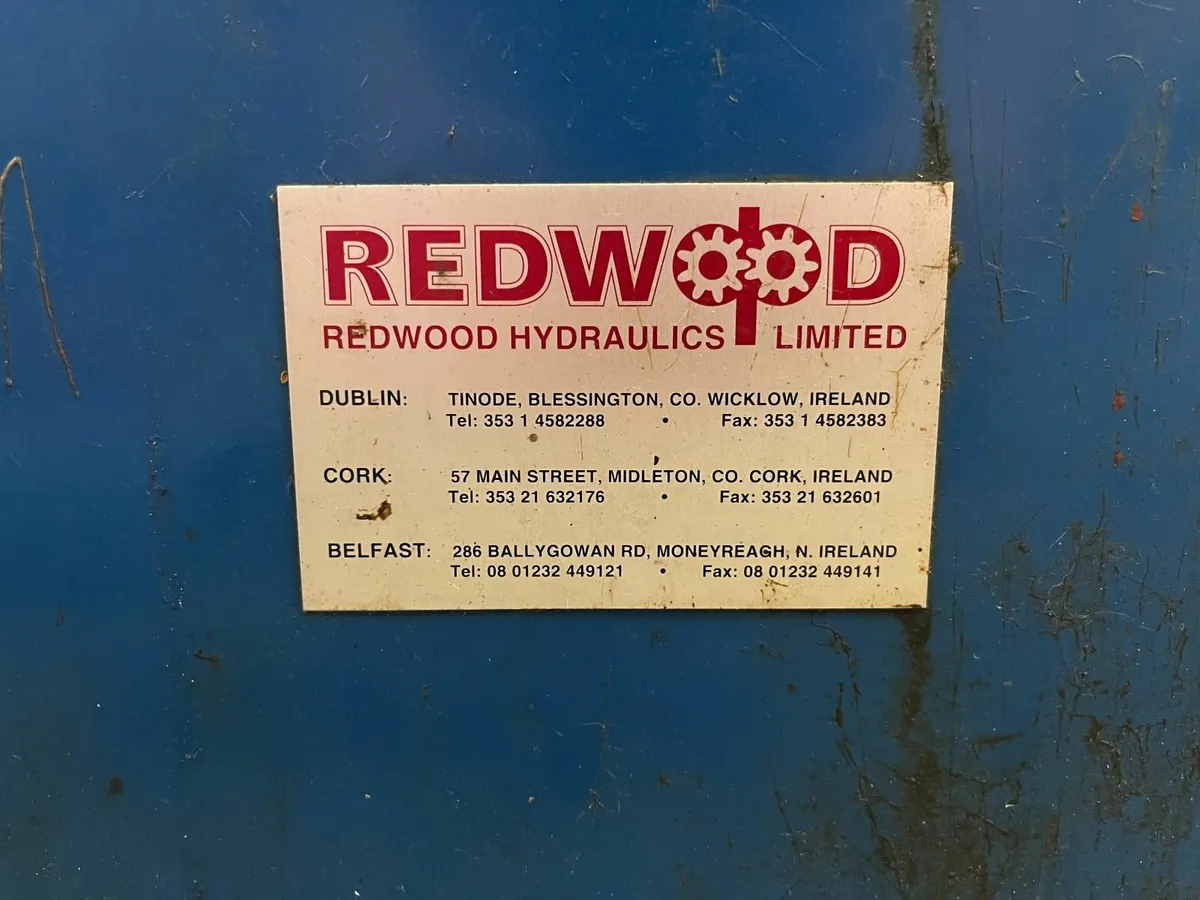 REDWOOD
REDWOOD HYDRAULICS LIMITED
DUBLIN: TINODE, BLESSINGTON, CO. WICKLOW, IRELAND
Tel: 353 1 4582288 • Fax: 353 1 4582383
CORK: 57 MAIN STREET, MIDLETON, CO. CORK, IRELAND
Tel: 353 21 632176 • Fax: 353 21 632601
BELFAST: 286 BALLYGOWAN RD, MONEYREAGH, N. IRELAND
Tel: 08 01232 449121 • Fax: 08 01232 449141